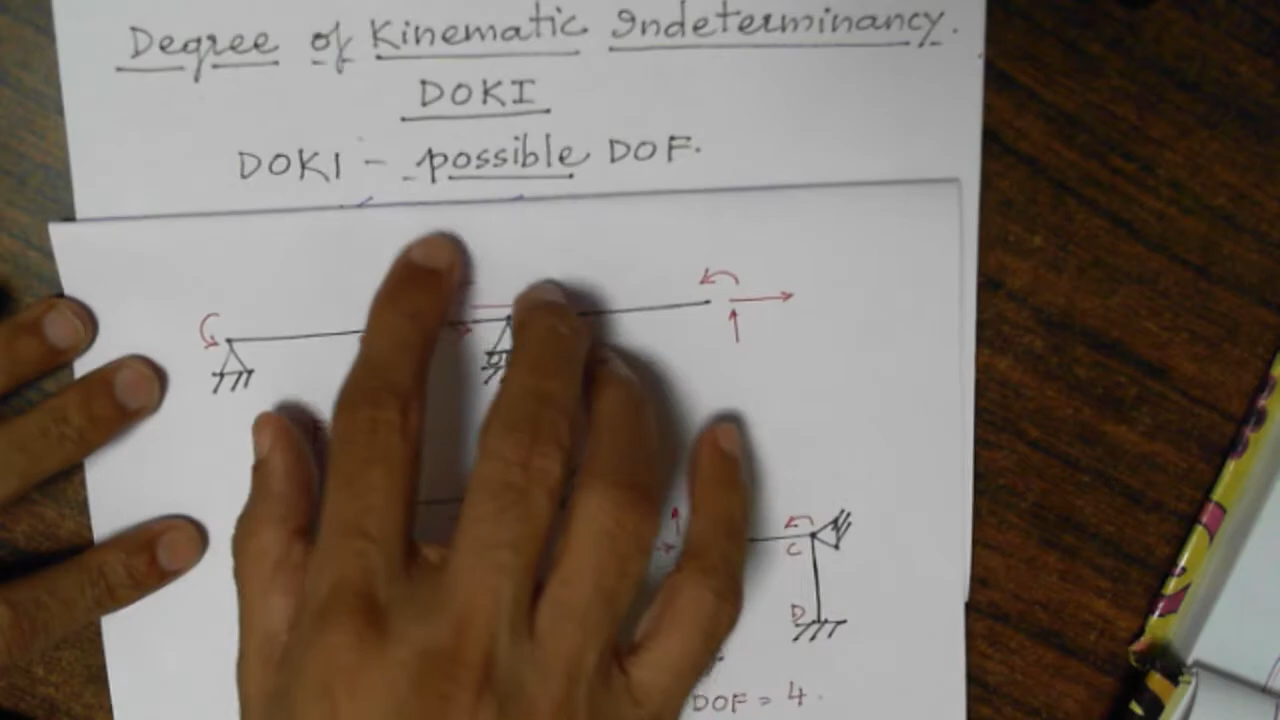 Degree of Kinematic Indeterminancy.
DOKI
DOKI - possible DOF.
C
D
DOF = 4.